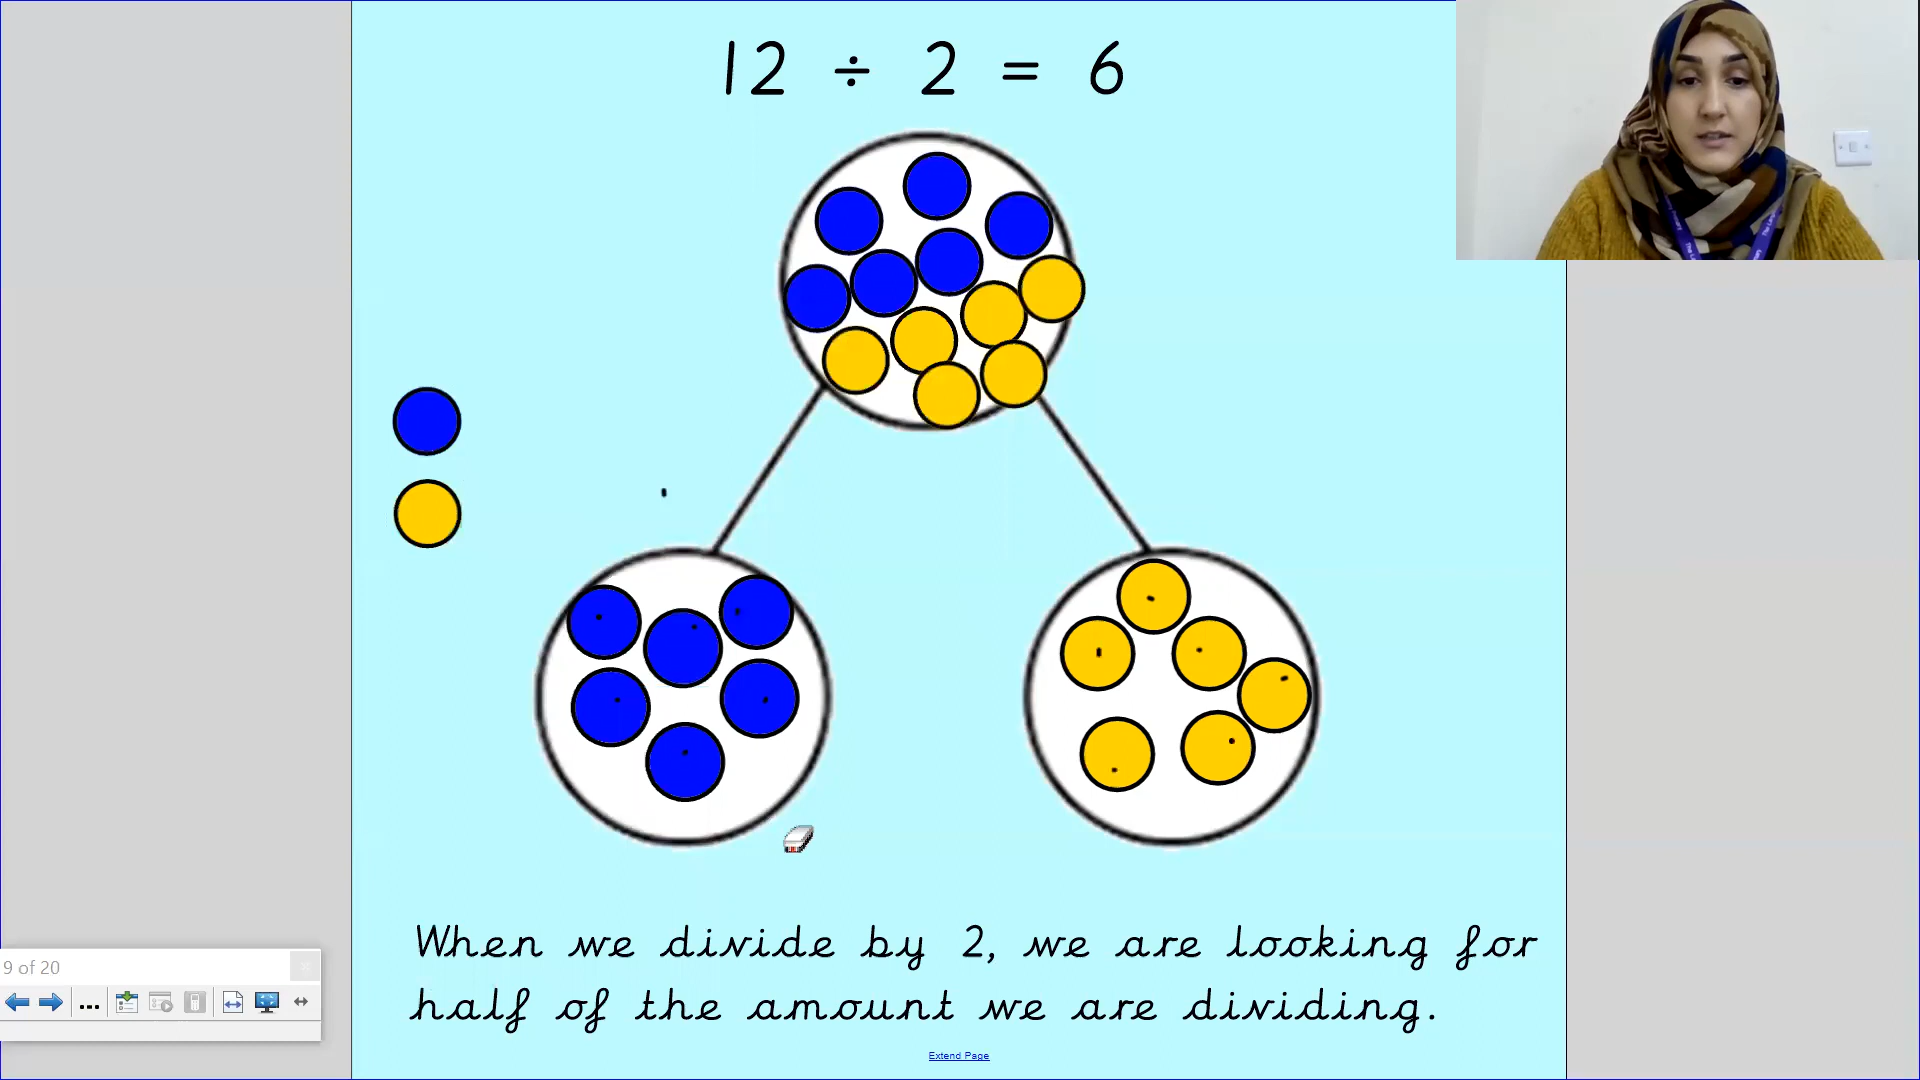 12 ÷ 2 = 6
When we divide by 2, we are looking for
half of the amount we are dividing.
Extend Page
9 of 20